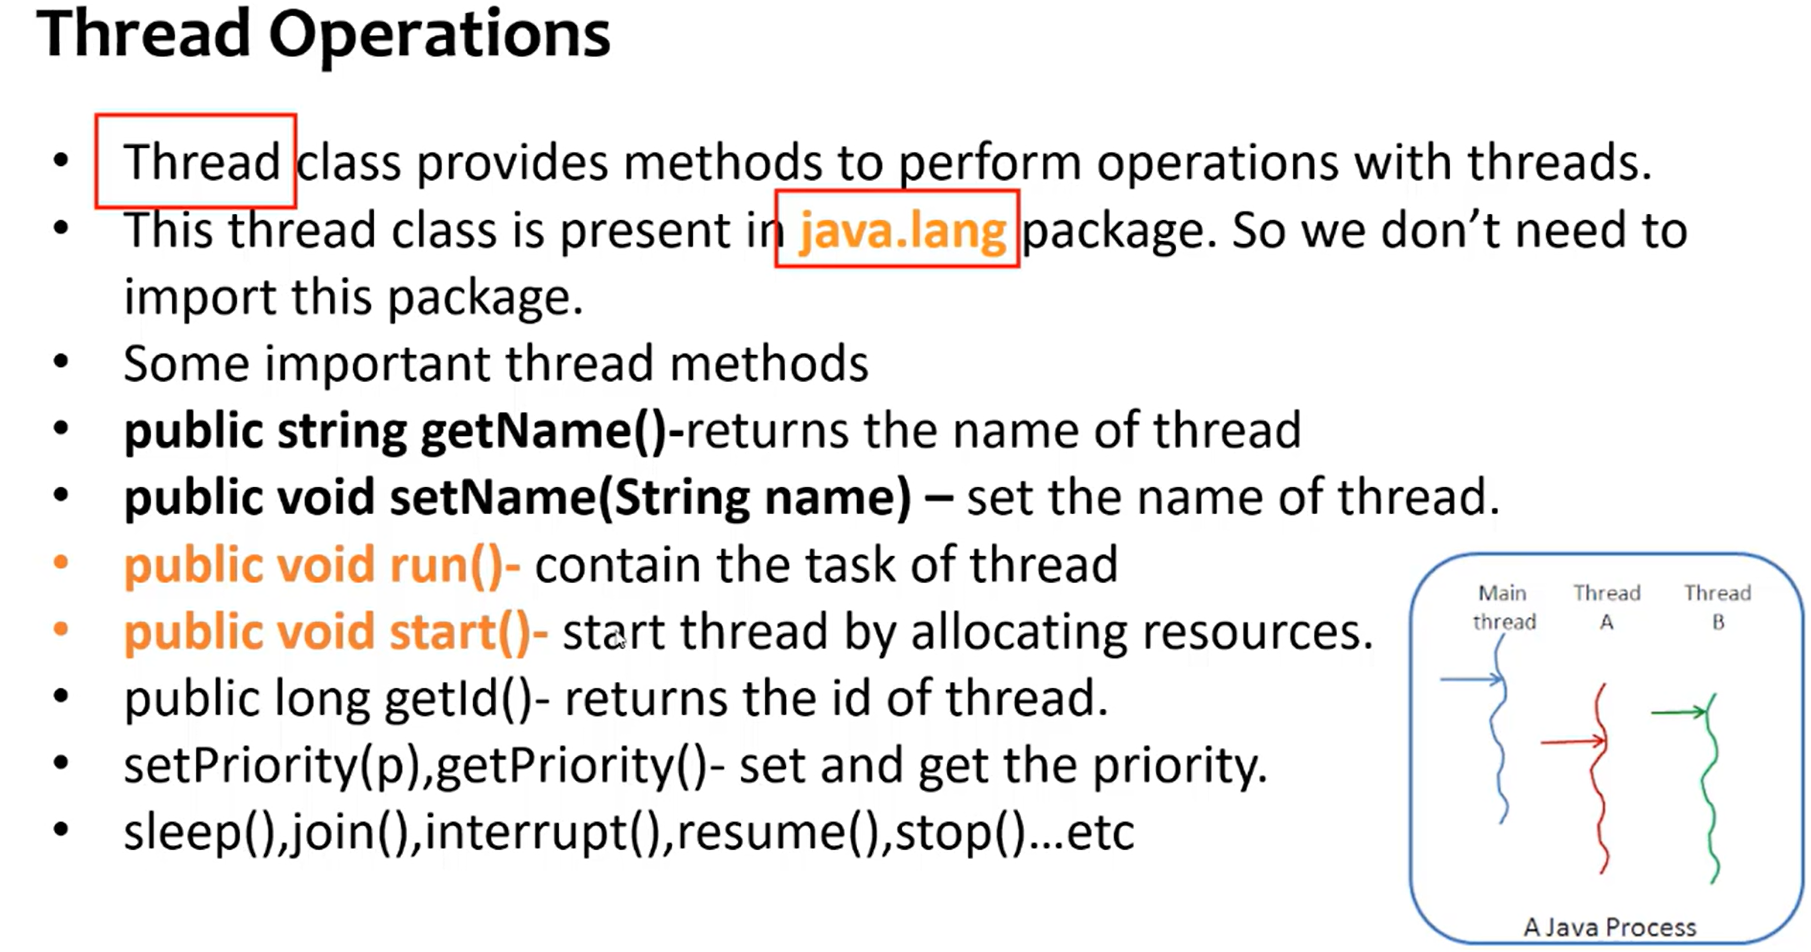 Thread Operations
• Thread class provides methods to perform operations with threads.
• This thread class is present in java.lang package. So we don’t need to
import this package.
• Some important thread methods
• public string getName()-returns the name of thread
• public void setName(String name) – set the name of thread.
• public void run()- contain the task of thread
• public void start()- start thread by allocating resources.
• public long getId()- returns the id of thread.
• setPriority(p),getPriority()- set and get the priority.
• sleep(),join(),interrupt(),resume(),stop()...etc
Main thread
Thread A
Thread B
A Java Process